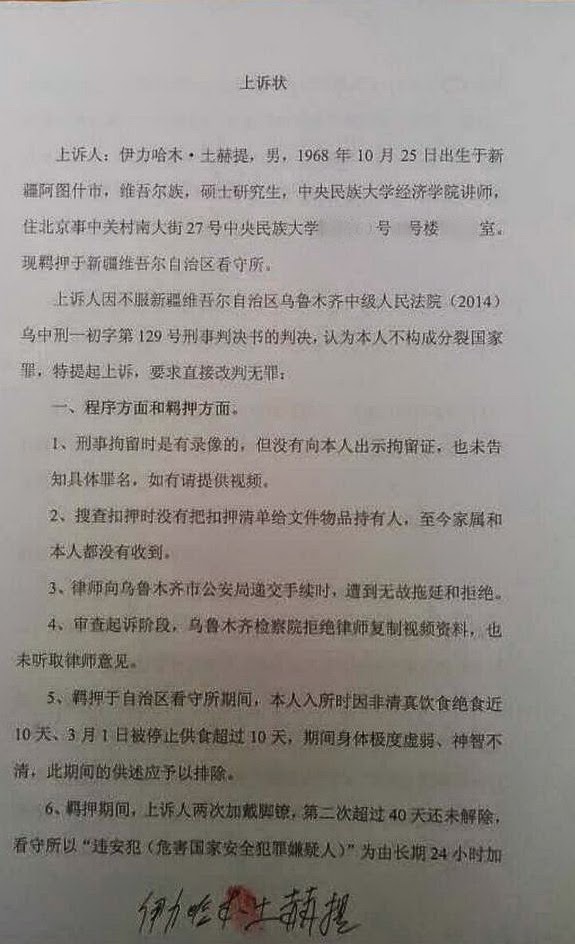 上诉状
上诉人：伊力哈木·土赫提，男，1968 年 10 月 25 日出生于新
疆阿图什市，维吾尔族，硕士研究生，中央民族大学经济学院讲师，
住北京事中关村南大街 27 号中央民族大学 号 号楼 室。
现羁押于新疆维吾尔自治区看守所。
上诉人因不服新疆维吾尔自治区乌鲁木齐中级人民法院（2014）
乌中刑一初字第 129 号刑事判决书的判决，认为本人不构成分裂国家
罪，特提起上诉，要求直接改判无罪：
一、程序方面和羁押方面。
1、刑事拘留时是有录像的，但没有向本人出示拘留证，也未告
知具体罪名，如有请提供视频。
2、搜查扣押时没有把扣押清单给文件物品持有人，至今家属和
本人都没有收到。
3、律师向乌鲁木齐市公安局递交手续时，遭到无故拖延和拒绝。
4、审查起诉阶段，乌鲁木齐检察院拒绝律师复制视频资料，也
未听取律师意见。
5、羁押于自治区看守所期间，本人入所时因非清真饮食绝食近
10 天、3 月 1 日被停止供食超过 10 天，期间身体极度虚弱、神智不
清，此期间的供述应予以排除。
6、羁押期间，上诉人两次加戴脚镣，第二次超过 40 天还未解除，
看守所以“违安犯（危害国家安全犯罪嫌疑人）”为由长期 24 小时加
伊力哈木·土赫提